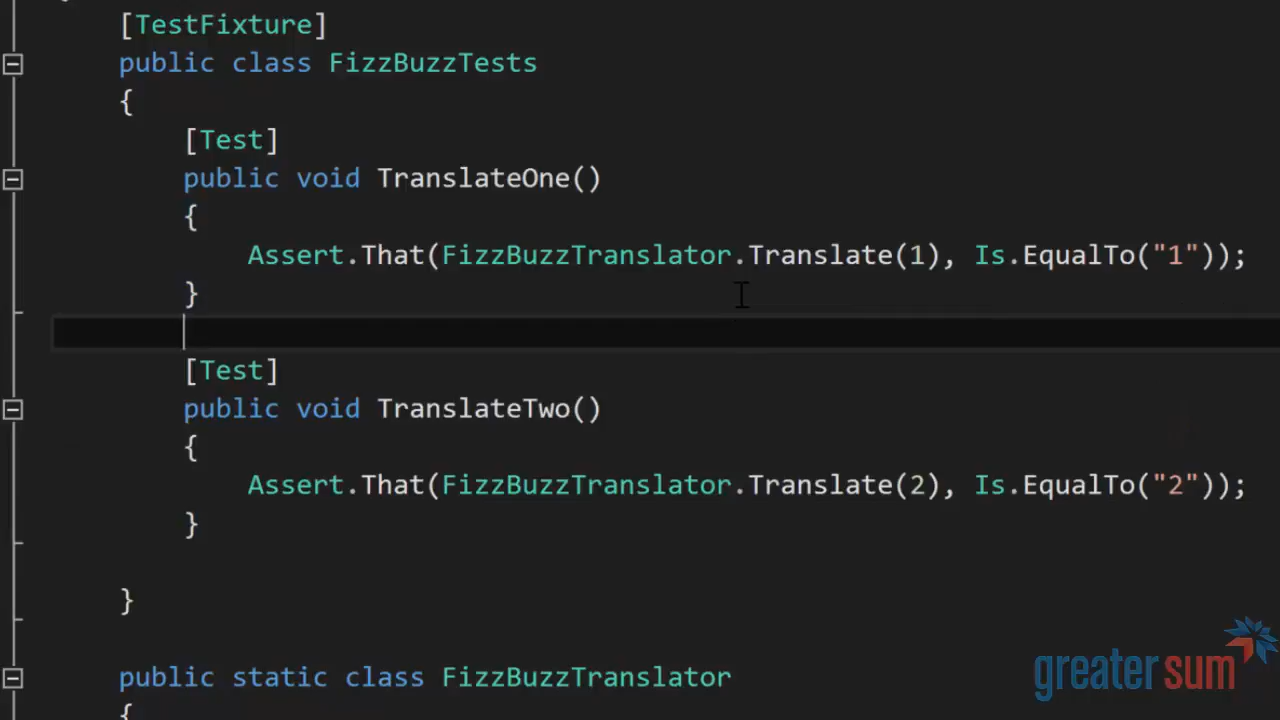 [TestFixture]
public class FizzBuzzTests
{
[Test]
public void TranslateOne()
{
Assert.That(FizzBuzzTranslator.Translate(1), Is.EqualTo("1"));
}
[Test]
public void TranslateTwo()
{
Assert.That(FizzBuzzTranslator.Translate(2), Is.EqualTo("2"));
}
}
public static class FizzBuzzTranslator
{
greater sum